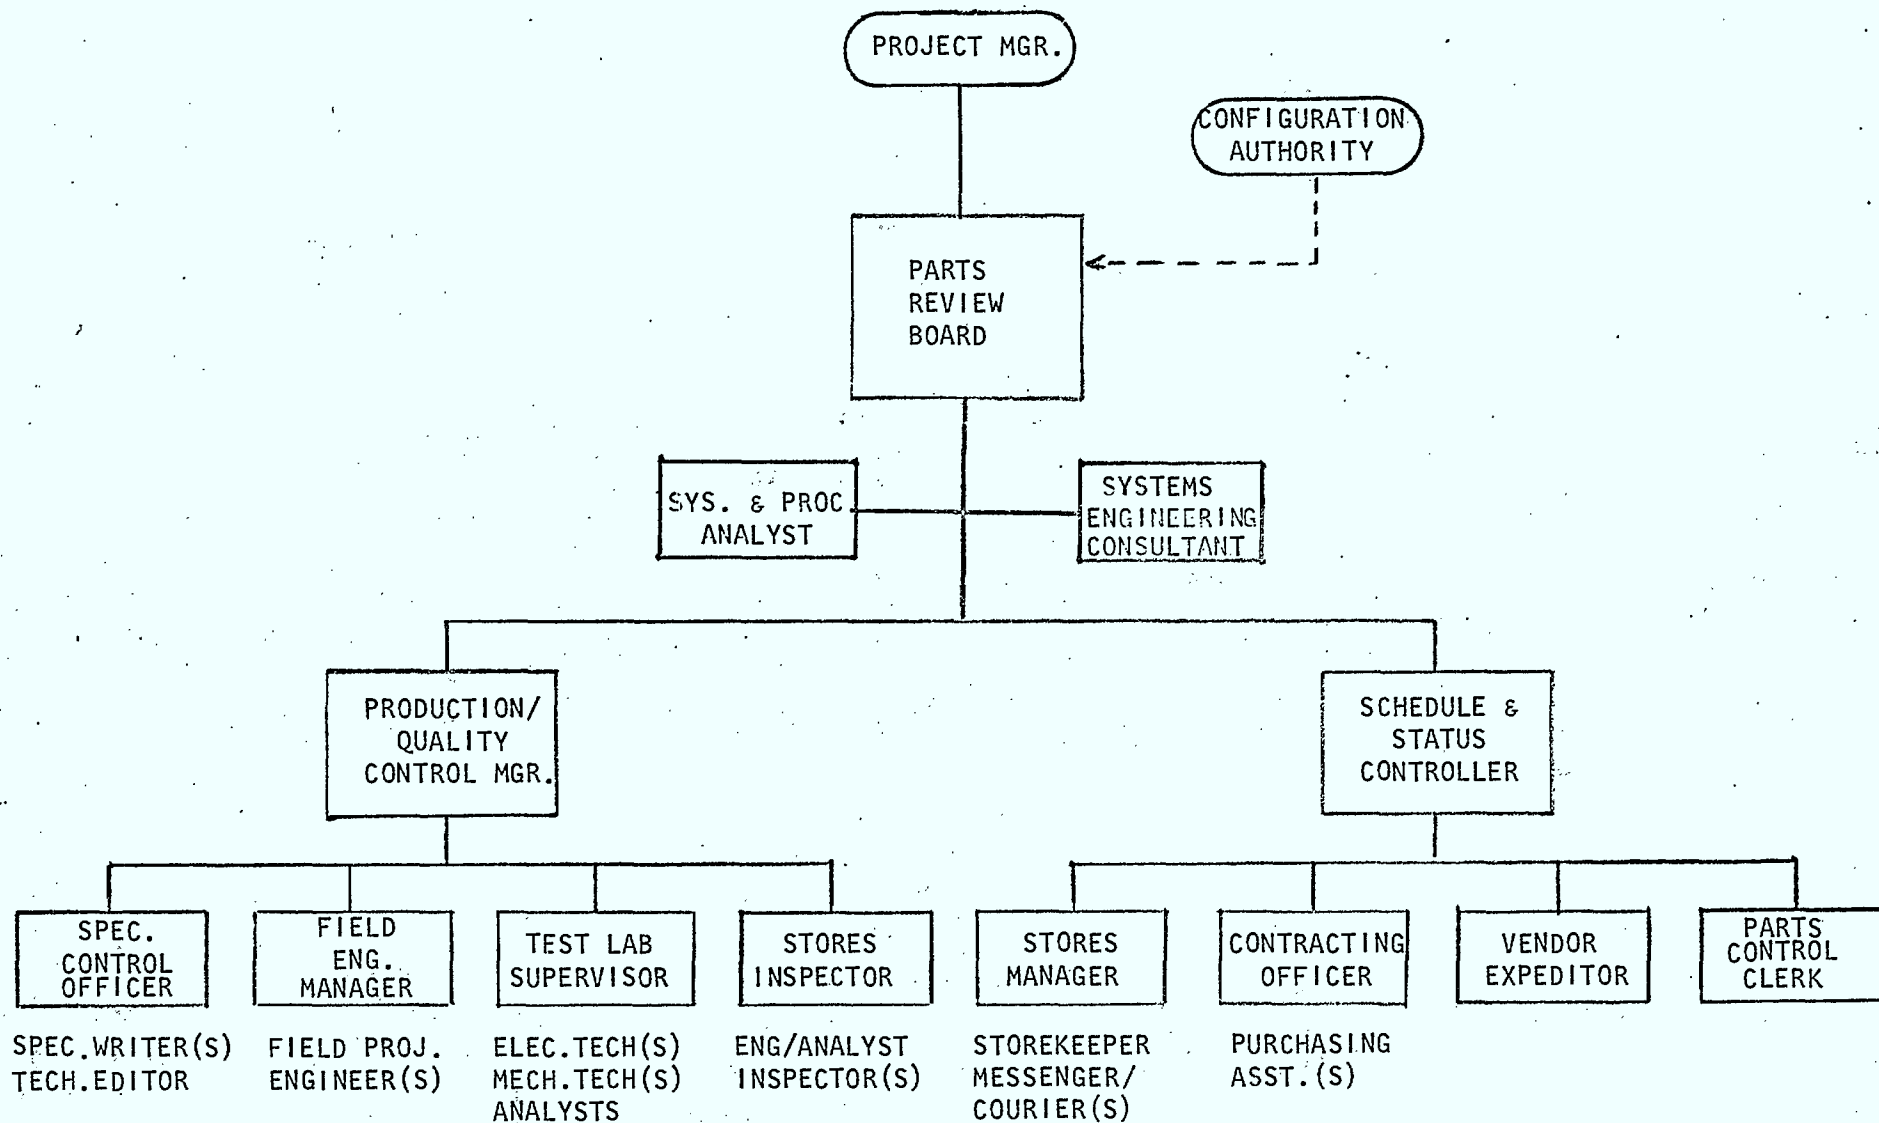 PROJECT MGR.
CONFIGURATION
AUTHORITY
PARTS
REVIEW
BOARD
SYS. & PROC.
ANALYST
SYSTEMS
ENGINEERING
CONSULTANT
PRODUCTION/
QUALITY
CONTROL MGR.
SCHEDULE &
STATUS
CONTROLLER
SPEC.
CONTROL
OFFICER
FIELD
ENG.
MANAGER
TEST LAB
SUPERVISOR
STORES
INSPECTOR
STORES
MANAGER
CONTRACTING
OFFICER
VENDOR
EXPEDITOR
PARTS
CONTROL
CLERK
SPEC.WRITER(S)
TECH.EDITOR
FIELD PROJ.
ENGINEER(S)
ELEC.TECH(S)
MECH.TECH(S)
ANALYSTS
ENG/ANALYST
INSPECTOR(S)
STOREKEEPER
MESSENGER/
COURIER(S)
PURCHASING
ASST.(S)